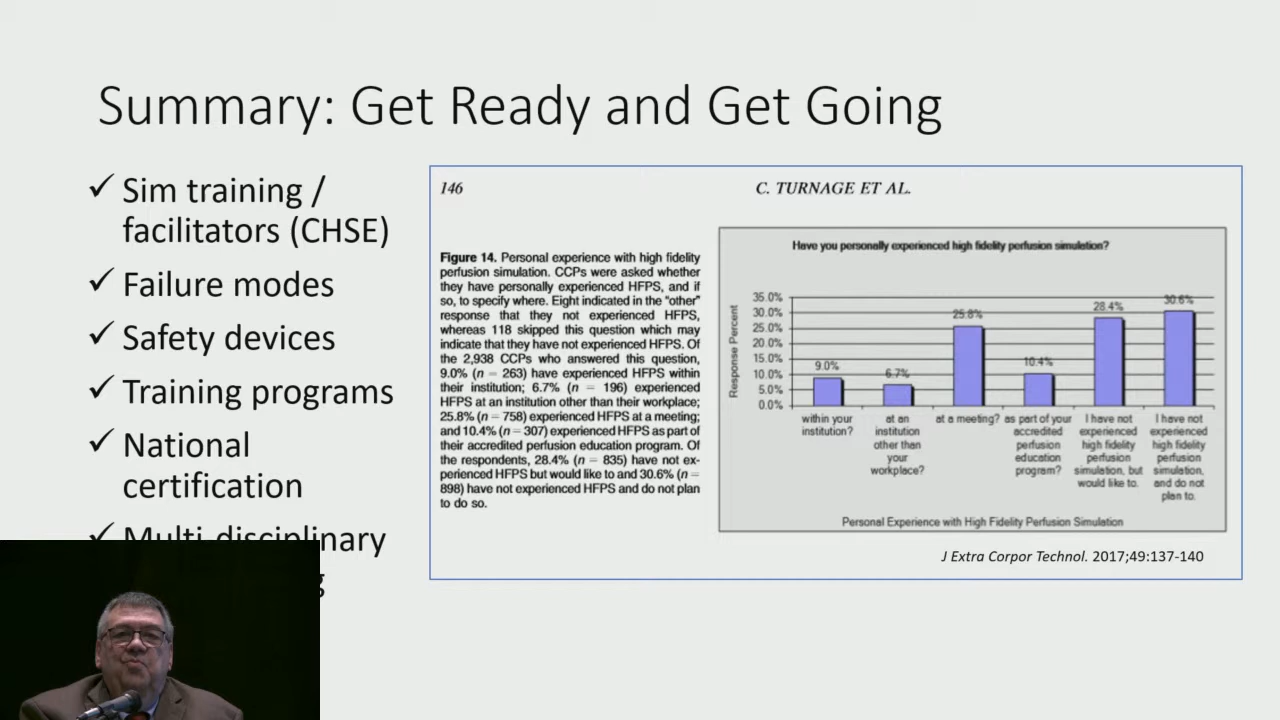 Summary: Get Ready and Get Going
✓ Sim training /
facilitators (CHSE)
✓ Failure modes
✓ Safety devices
✓ Training programs
✓ National
certification
✓ Multi-disciplinary
146
C. TURNAGE ET AL.
Figure 14. Personal experience with high fidelity
perfusion simulation. CCPs were asked whether
they have personally experienced HFPS, and if
so, to specify where. Eight indicated in the “other”
response that they not experienced HFPS,
whereas 118 skipped this question which may
indicate that they have not experienced HFPS. Of
the 2,938 CCPs who answered this question,
9.0% (n = 263) have experienced HFPS within
their institution; 6.7% (n = 196) experienced
HFPS at an institution other than their workplace;
25.8% (n = 758) experienced HFPS at a meeting;
and 10.4% (n = 307) experienced HFPS as part of
their accredited perfusion education program. Of
the respondents, 28.4% (n = 835) have not ex-
perienced HFPS but would like to and 30.6% (n =
898) have not experienced HFPS and do not plan
to do so.
Have you personally experienced high fidelity perfusion simulation?
Response Percent
35.0%
30.0%
25.0%
20.0%
15.0%
10.0%
5.0%
0.0%
9.0%
6.7%
25.8%
10.4%
28.4%
30.6%
within your
institution?
at an
institution
other than
your
workplace?
at a meeting?
as part of your
accredited
perfusion
education
program?
I have not
experienced
high fidelity
perfusion
simulation, but
would like to.
I have not
experienced
high fidelity
perfusion
simulation,
and do not
plan to.
Personal Experience with High Fidelity Perfusion Simulation
J Extra Corpor Technol. 2017;49:137-140